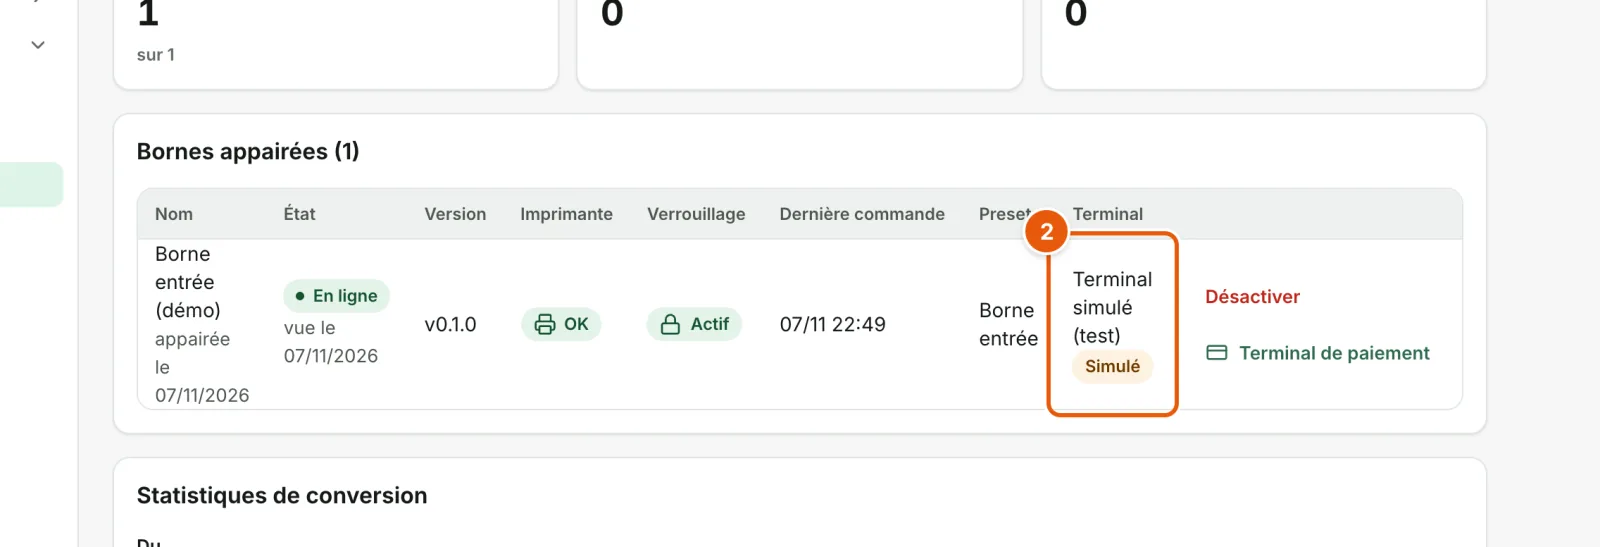 1
0
0
sur 1
Bornes appairées (1)
Nom État Version Imprimante Verrouillage Dernière commande Preset Terminal
2
Borne
entrée
(démo)
appairée
le
07/11/2026
En ligne
vue le
07/11/2026
v0.1.0
OK
Actif
07/11 22:49
Borne
entrée
Terminal
simulé
(test)
Simulé
Désactiver
Terminal de paiement
Statistiques de conversion
Du